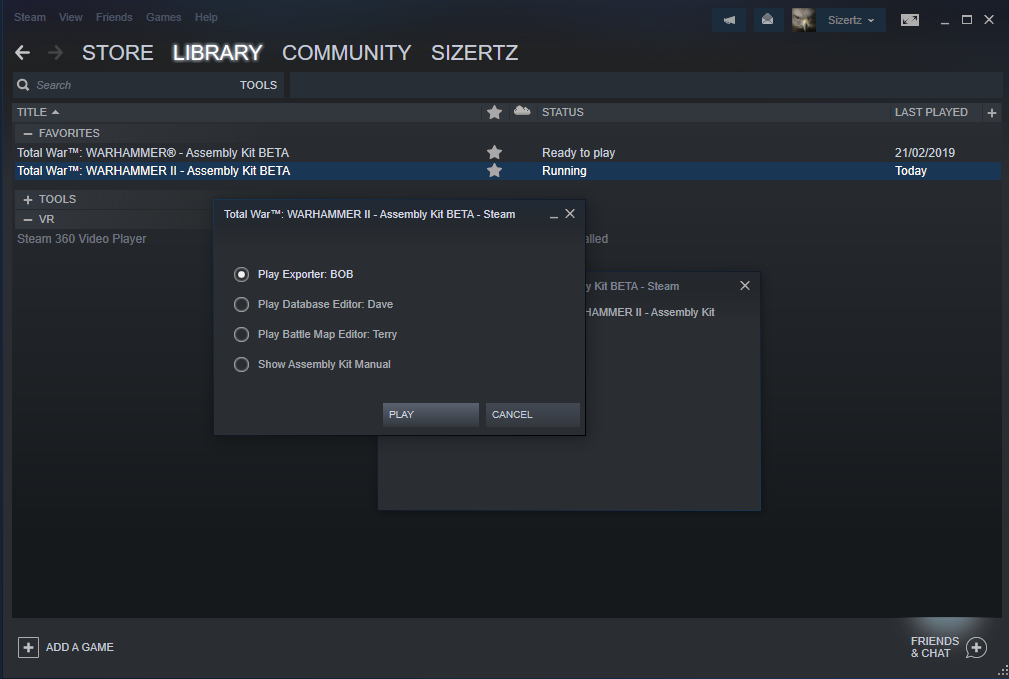 Steam View Friends Games Help
Sizertz
STORE LIBRARY COMMUNITY SIZERTZ
Search
TOOLS
TITLE STATUS LAST PLAYED +
— FAVORITES
Total War™: WARHAMMER® - Assembly Kit BETA Ready to play 21/02/2019
Total War™: WARHAMMER II - Assembly Kit BETA Running Today
+ TOOLS
— VR
Steam 360 Video Player
Total War™: WARHAMMER II - Assembly Kit BETA - Steam
Play Exporter: BOB
Play Database Editor: Dave
Play Battle Map Editor: Terry
Show Assembly Kit Manual
PLAY CANCEL
Kit BETA - Steam
II - Assembly Kit
+ ADD A GAME
FRIENDS
& CHAT +